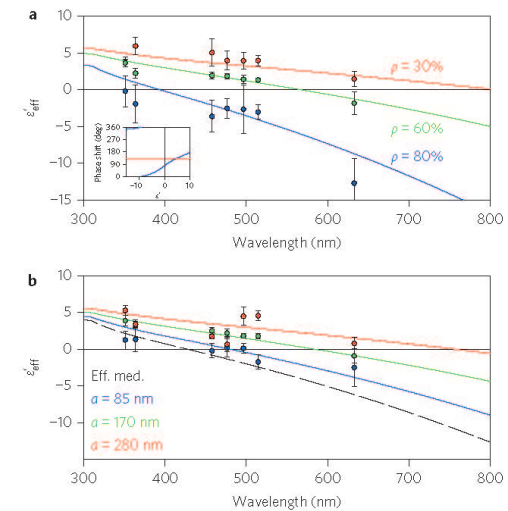 a
10
5
0
−5
−10
−15
ε′eff
ρ = 30%
ρ = 60%
ρ = 80%
Phase shift (deg)
360
270
180
90
0
−10 0 10
ε′
300 400 500 600 700 800
Wavelength (nm)
b
10
5
0
−5
−10
ε′eff
Eff. med.
a = 85 nm
a = 170 nm
a = 280 nm
300 400 500 600 700 800
Wavelength (nm)